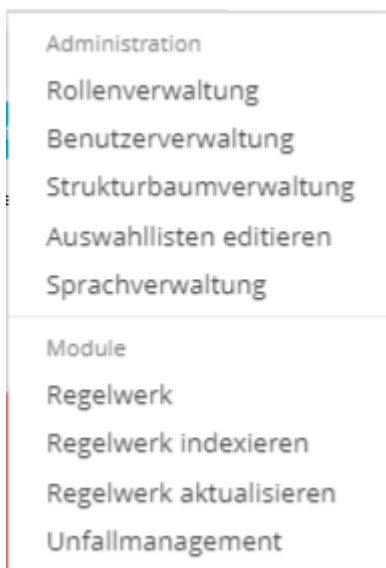 Administration
Rollenverwaltung
Benutzerverwaltung
Strukturbaumverwaltung
Auswahllisten editieren
Sprachverwaltung
Module
Regelwerk
Regelwerk indexieren
Regelwerk aktualisieren
Unfallmanagement